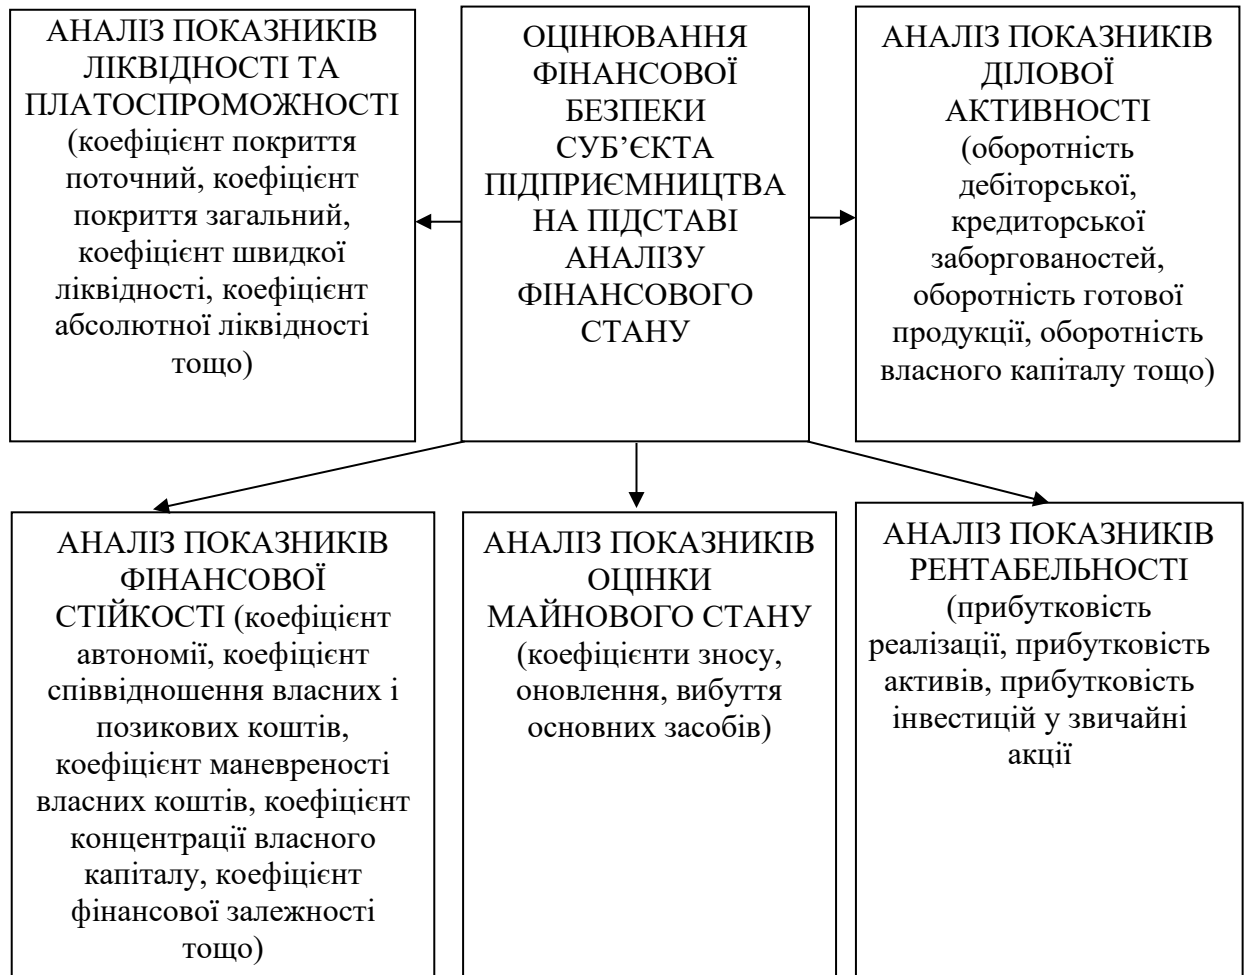 АНАЛІЗ ПОКАЗНИКІВ
ЛІКВІДНОСТІ ТА
ПЛАТОСПРОМОЖНОСТІ
(коефіцієнт покриття
поточний, коефіцієнт
покриття загальний,
коефіцієнт швидкої
ліквідності, коефіцієнт
абсолютної ліквідності
тощо)
ОЦІНЮВАННЯ
ФІНАНСОВОЇ
БЕЗПЕКИ
СУБ’ЄКТА
ПІДПРИЄМНИЦТВА
НА ПІДСТАВІ
АНАЛІЗУ
ФІНАНСОВОГО
СТАНУ
АНАЛІЗ ПОКАЗНИКІВ
ДІЛОВОЇ
АКТИВНОСТІ
(оборотність
дебіторської,
кредиторської
заборгованостей,
оборотність готової
продукції, оборотність
власного капіталу тощо)
АНАЛІЗ ПОКАЗНИКІВ
ФІНАНСОВОЇ
СТІЙКОСТІ (коефіцієнт
автономії, коефіцієнт
співвідношення власних і
позикових коштів,
коефіцієнт маневреності
власних коштів, коефіцієнт
концентрації власного
капіталу, коефіцієнт
фінансової залежності
тощо)
АНАЛІЗ ПОКАЗНИКІВ
ОЦІНКИ
МАЙНОВОГО СТАНУ
(коефіцієнти зносу,
оновлення, вибуття
основних засобів)
АНАЛІЗ ПОКАЗНИКІВ
РЕНТАБЕЛЬНОСТІ
(прибутковість
реалізації, прибутковість
активів, прибутковість
інвестицій у звичайні
акції